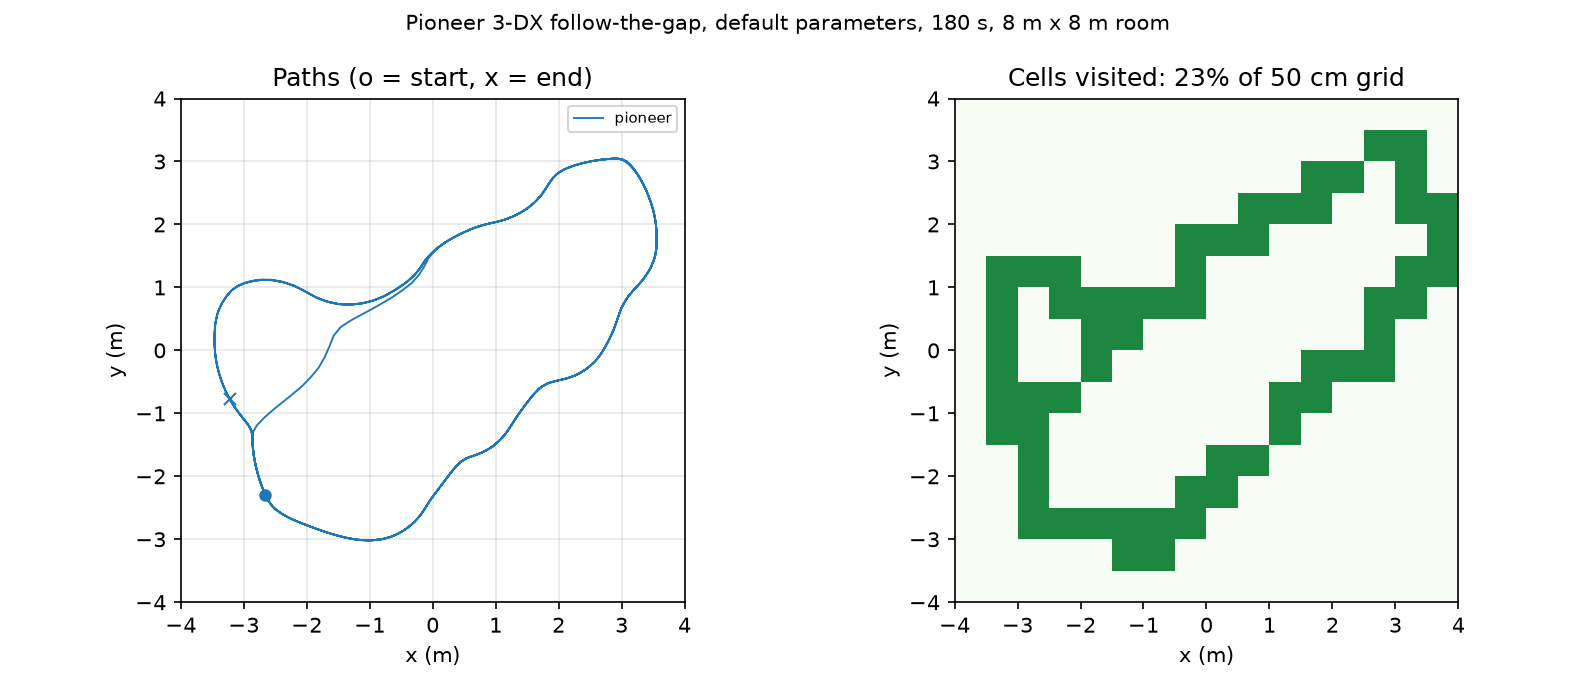 Pioneer 3-DX follow-the-gap, default parameters, 180 s, 8 m x 8 m room
Paths (o = start, x = end)
pioneer
4
3
2
1
0
−1
−2
−3
−4
y (m)
−4 −3 −2 −1 0 1 2 3 4
x (m)
Cells visited: 23% of 50 cm grid
4
3
2
1
0
−1
−2
−3
−4
y (m)
−4 −3 −2 −1 0 1 2 3 4
x (m)